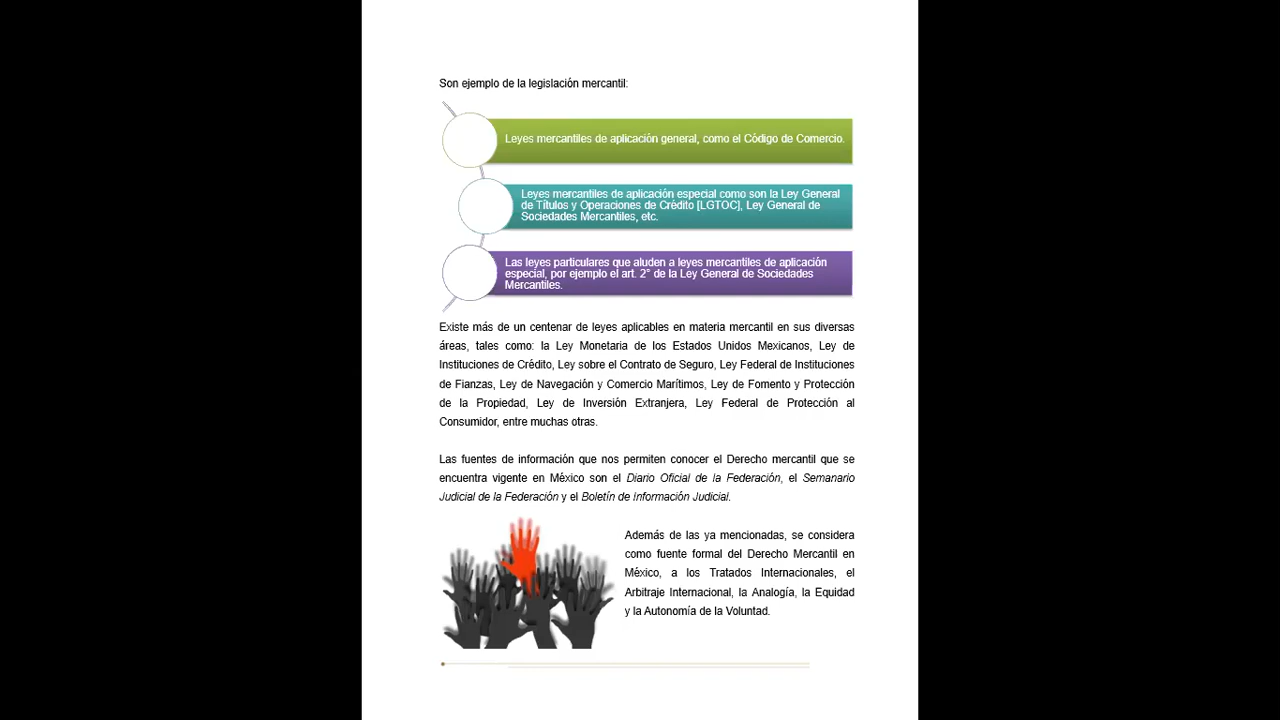 Son ejemplo de la legislación mercantil:
Leyes mercantiles de aplicación general, como el Código de Comercio.
Leyes mercantiles de aplicación especial como son la Ley General
de Títulos y Operaciones de Crédito [LGTOC], Ley General de
Sociedades Mercantiles, etc.
Las leyes particulares que aluden a leyes mercantiles de aplicación
especial, por ejemplo el art. 2° de la Ley General de Sociedades
Mercantiles.
Existe más de un centenar de leyes aplicables en materia mercantil en sus diversas
áreas, tales como: la Ley Monetaria de los Estados Unidos Mexicanos, Ley de
Instituciones de Crédito, Ley sobre el Contrato de Seguro, Ley Federal de Instituciones
de Fianzas, Ley de Navegación y Comercio Marítimos, Ley de Fomento y Protección
de la Propiedad, Ley de Inversión Extranjera, Ley Federal de Protección al
Consumidor, entre muchas otras.
Las fuentes de información que nos permiten conocer el Derecho mercantil que se
encuentra vigente en México son el Diario Oficial de la Federación, el Semanario
Judicial de la Federación y el Boletín de Información Judicial.
Además de las ya mencionadas, se considera
como fuente formal del Derecho Mercantil en
México, a los Tratados Internacionales, el
Arbitraje Internacional, la Analogía, la Equidad
y la Autonomía de la Voluntad.